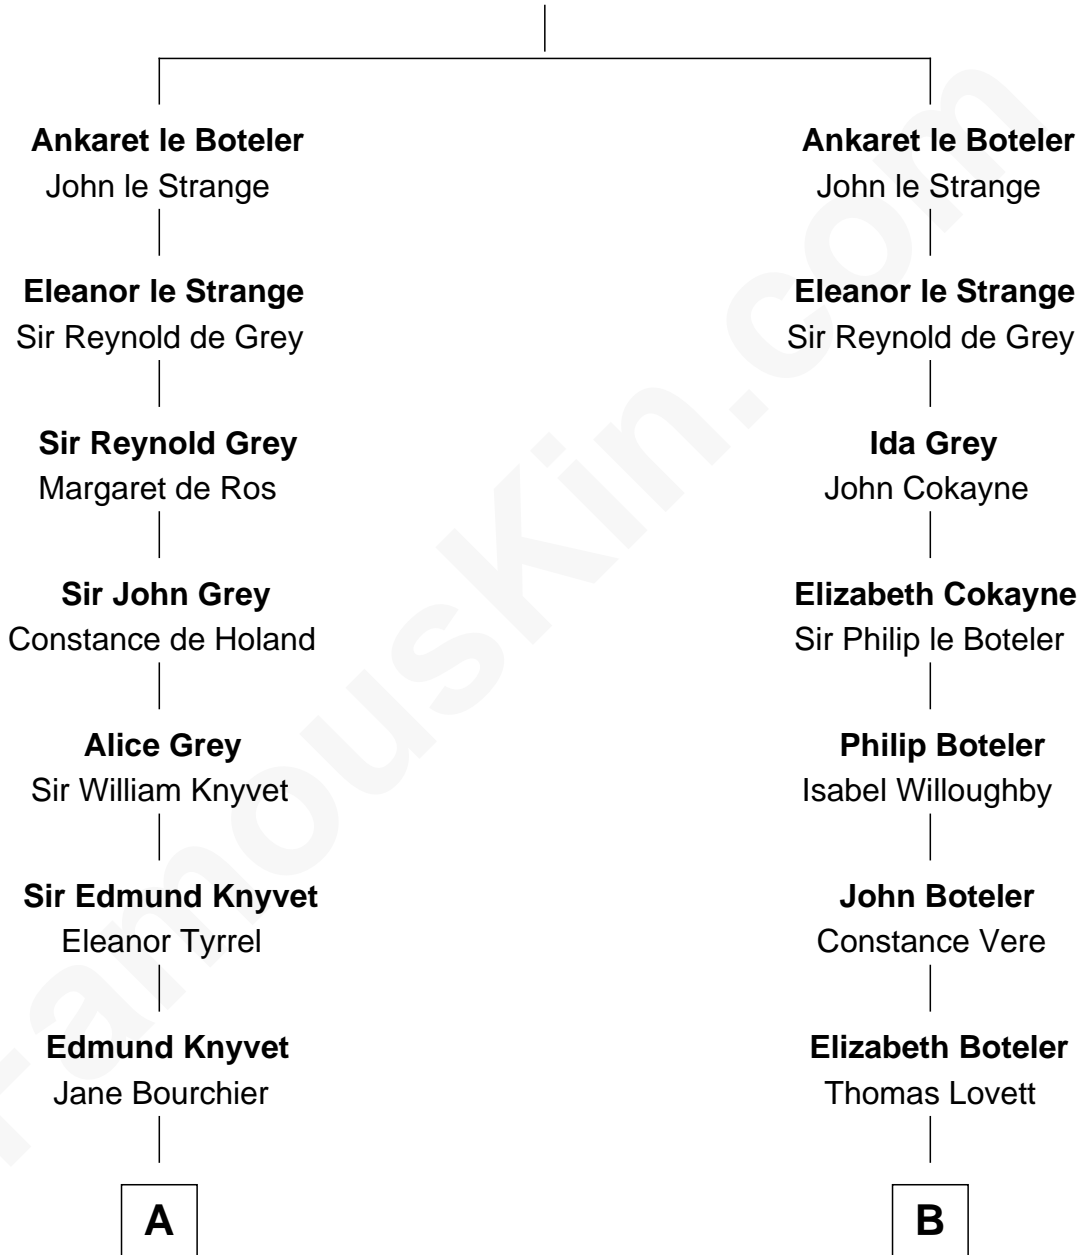 Ankaret le Boteler
John le Strange
Eleanor le Strange
Sir Reynold de Grey
Sir Reynold Grey
Margaret de Ros
Sir John Grey
Constance de Holand
Alice Grey
Sir William Knyvet
Sir Edmund Knyvet
Eleanor Tyrrel
Edmund Knyvet
Jane Bourchier
A
Ankaret le Boteler
John le Strange
Eleanor le Strange
Sir Reynold de Grey
Ida Grey
John Cokayne
Elizabeth Cokayne
Sir Philip le Boteler
Philip Boteler
Isabel Willoughby
John Boteler
Constance Vere
Elizabeth Boteler
Thomas Lovett
B
FamousKin.com